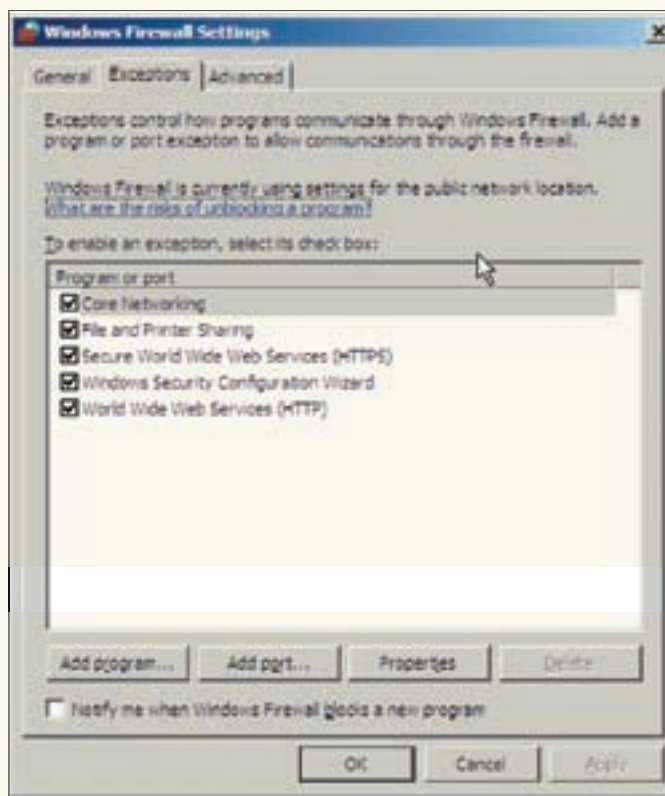 Windows Firewall Settings
General Exceptions Advanced
Exceptions control how programs communicate through Windows Firewall. Add a
program or port exception to allow communications through the firewall.
Windows Firewall is currently using settings for the public network location.
What are the risks of unblocking a program?
To enable an exception, select its check box:
Program or port
Core Networking
File and Printer Sharing
Secure World Wide Web Services (HTTPS)
Windows Security Configuration Wizard
World Wide Web Services (HTTP)
Add program... Add port... Properties Delete
Notify me when Windows Firewall blocks a new program
OK Cancel Apply